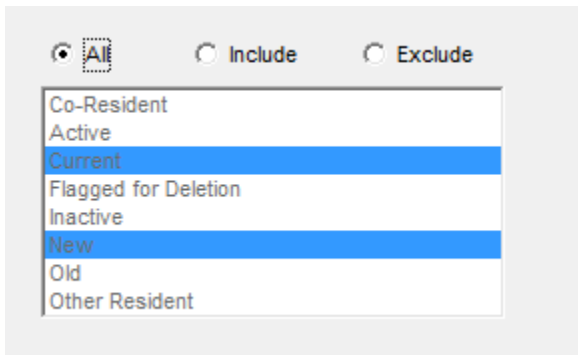 All Include Exclude
Co-Resident
Active
Current
Flagged for Deletion
Inactive
New
Old
Other Resident